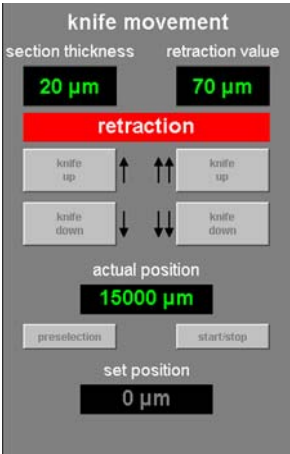 knife movement
section thickness retraction value
20 µm 70 µm
retraction
knife up knife up
knife down knife down
actual position
15000 µm
preselection start/stop
set position
0 µm